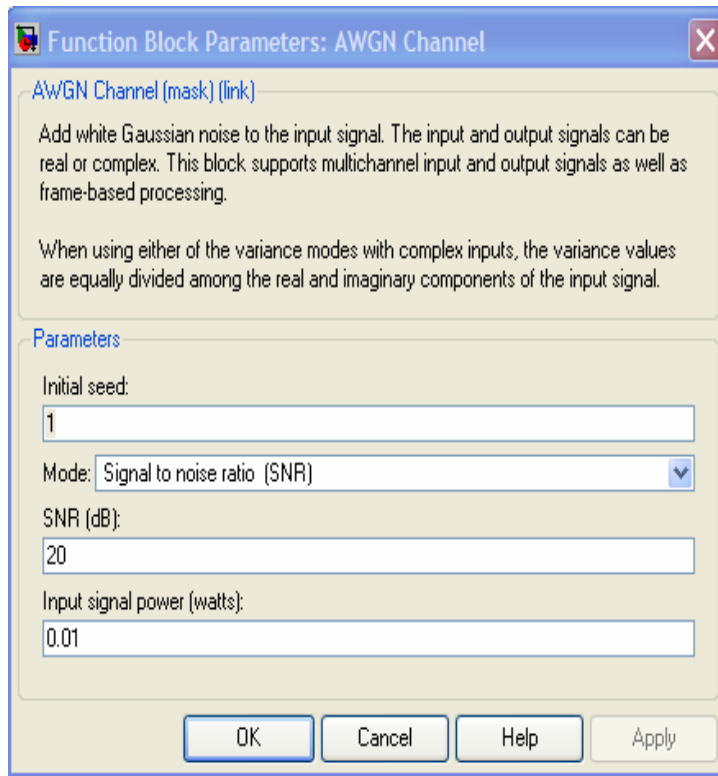 Function Block Parameters: AWGN Channel
AWGN Channel (mask) (link)
Add white Gaussian noise to the input signal. The input and output signals can be
real or complex. This block supports multichannel input and output signals as well as
frame-based processing.
When using either of the variance modes with complex inputs, the variance values
are equally divided among the real and imaginary components of the input signal.
Parameters
Initial seed:
1
Mode: Signal to noise ratio (SNR)
SNR (dB):
20
Input signal power (watts):
0.01
OK Cancel Help Apply